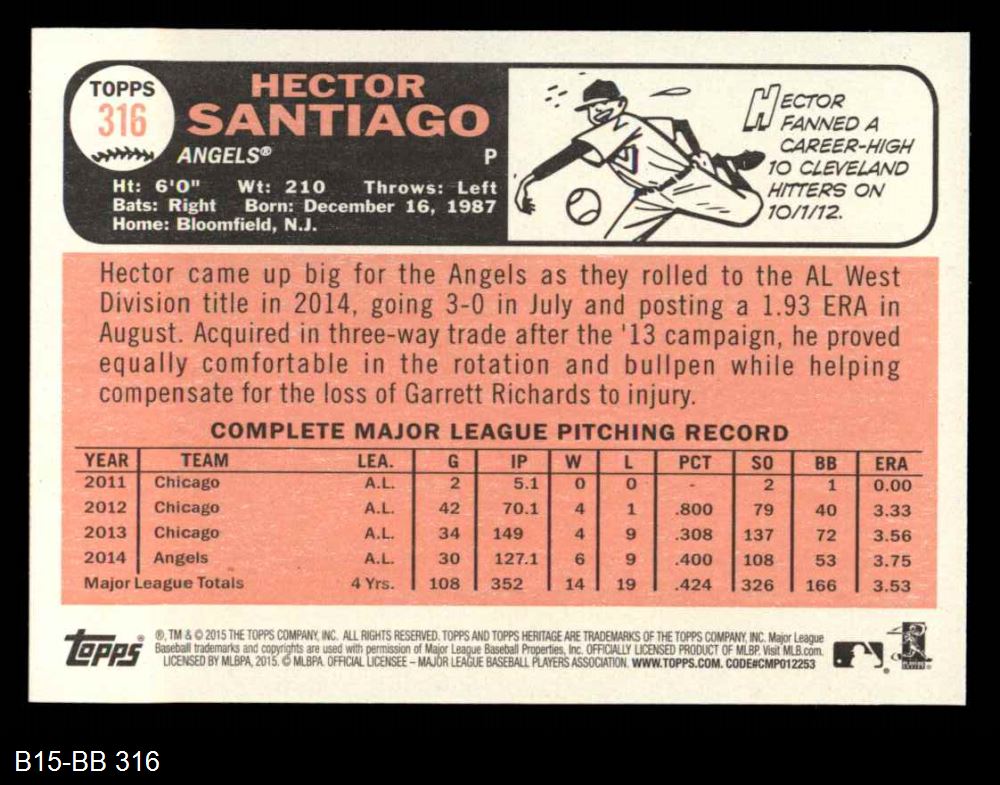 TOPPS
316
HECTOR
SANTIAGO
ANGELS® P
Ht: 6'0" Wt: 210 Throws: Left
Bats: Right Born: December 16, 1987
Home: Bloomfield, N.J.
HECTOR
FANNED A
CAREER-HIGH
10 CLEVELAND
HITTERS ON
10/1/12.
Hector came up big for the Angels as they rolled to the AL West
Division title in 2014, going 3-0 in July and posting a 1.93 ERA in
August. Acquired in three-way trade after the '13 campaign, he proved
equally comfortable in the rotation and bullpen while helping
compensate for the loss of Garrett Richards to injury.
COMPLETE MAJOR LEAGUE PITCHING RECORD
YEAR TEAM LEA. G IP W L PCT SO BB ERA
2011 Chicago A.L. 2 5.1 0 0 - 2 1 0.00
2012 Chicago A.L. 42 70.1 4 1 .800 79 40 3.33
2013 Chicago A.L. 34 149 4 9 .308 137 72 3.56
2014 Angels A.L. 30 127.1 6 9 .400 108 53 3.75
Major League Totals 4 Yrs. 108 352 14 19 .424 326 166 3.53
Topps®
®, TM & © 2015 THE TOPPS COMPANY, INC. ALL RIGHTS RESERVED. TOPPS AND TOPPS HERITAGE ARE TRADEMARKS OF THE TOPPS COMPANY, INC. Major League
Baseball trademarks and copyrights are used with permission of Major League Baseball Properties, Inc. OFFICIALLY LICENSED PRODUCT OF MLBP. Visit MLB.com.
LICENSED BY MLBPA, 2015. © MLBPA. OFFICIAL LICENSEE – MAJOR LEAGUE BASEBALL PLAYERS ASSOCIATION. WWW.TOPPS.COM. CODE#CMP012253
B15-BB 316